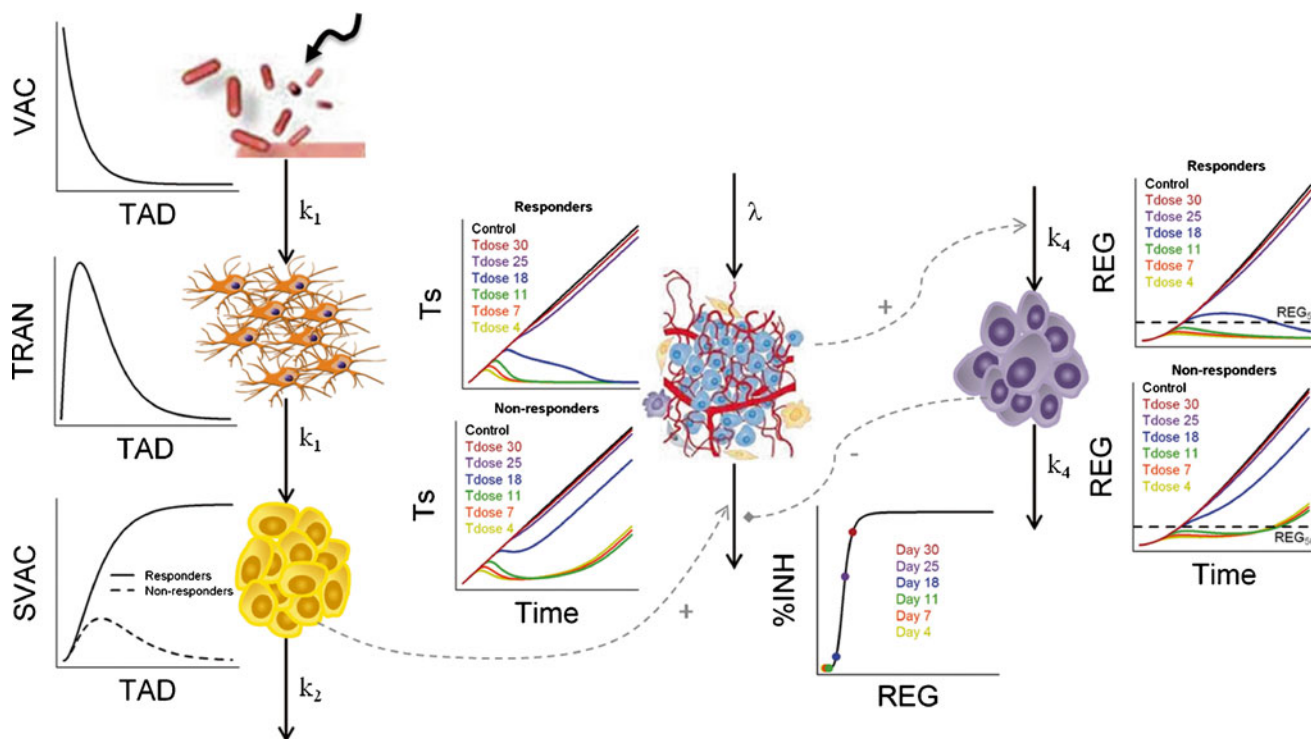 VAC
TAD
k1
TRAN
TAD
k1
SVAC
Responders
Non-responders
TAD
k2
Ts
Responders
Control
Tdose 30
Tdose 25
Tdose 18
Tdose 11
Tdose 7
Tdose 4
Ts
Non-responders
Control
Tdose 30
Tdose 25
Tdose 18
Tdose 11
Tdose 7
Tdose 4
Time
+
λ
+
-
%INH
Day 30
Day 25
Day 18
Day 11
Day 7
Day 4
REG
k4
k4
REG
Responders
Control
Tdose 30
Tdose 25
Tdose 18
Tdose 11
Tdose 7
Tdose 4
REG5
REG
Non-responders
Control
Tdose 30
Tdose 25
Tdose 18
Tdose 11
Tdose 7
Tdose 4
REG50
Time